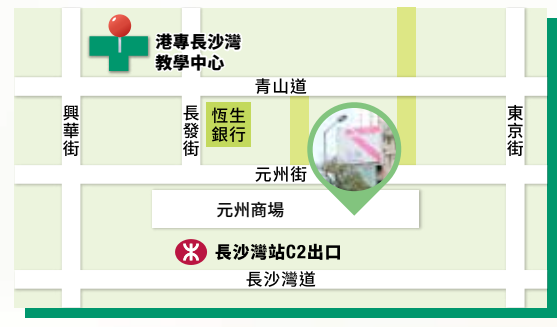 港專長沙灣
教學中心
青山道
興華街
長發街
恆生
銀行
東京街
元州街
元州商場
長沙灣站C2出口
長沙灣道